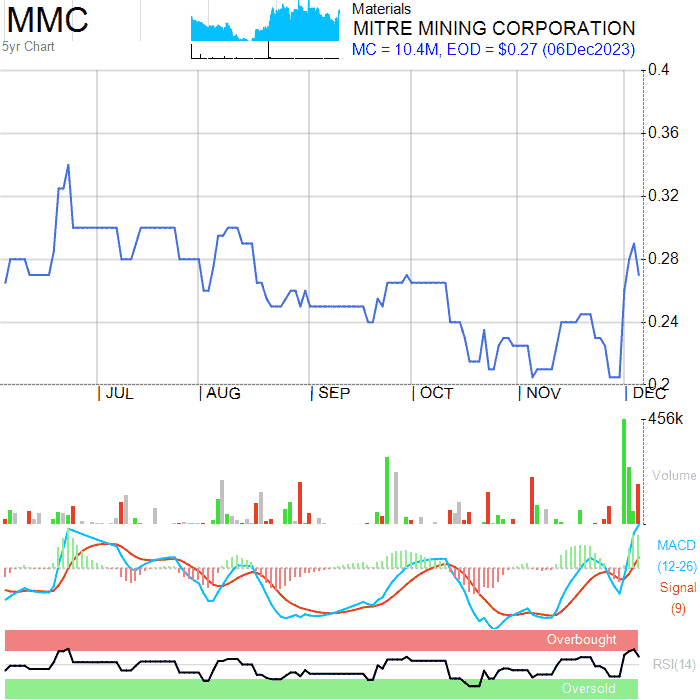 MMC
5yr Chart
Materials
MITRE MINING CORPORATION
MC = 10.4M, EOD = $0.27 (06Dec2023)
0.4
0.36
0.32
0.28
0.24
0.2
JUL
AUG
SEP
OCT
NOV
DEC
456k
Volume
MACD
(12-26)
Signal
(9)
Overbought
RSI(14)
Oversold